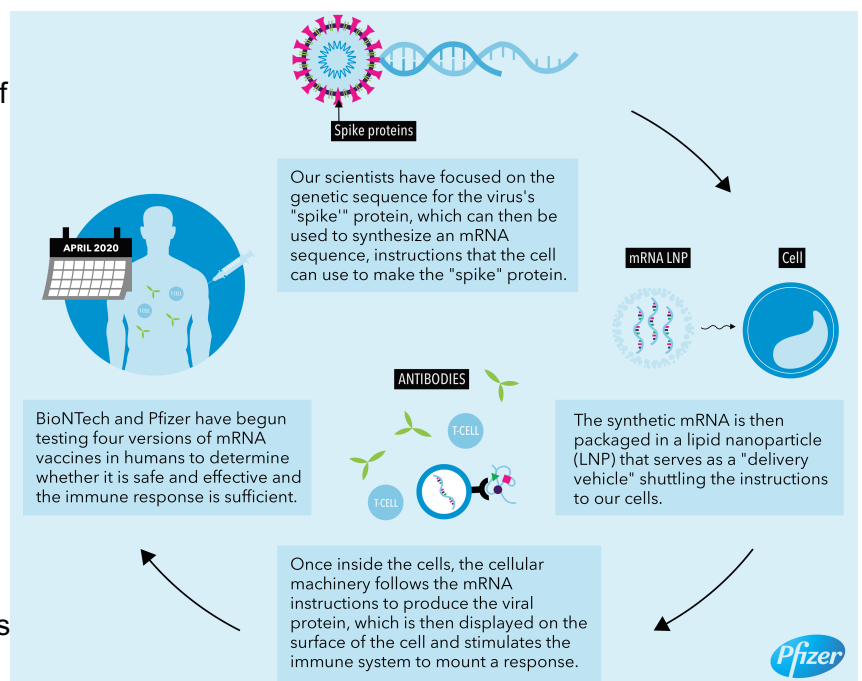 f
Spike proteins
Our scientists have focused on the
genetic sequence for the virus's
"spike'" protein, which can then be
used to synthesize an mRNA
sequence, instructions that the cell
can use to make the "spike" protein.
mRNA LNP
Cell
The synthetic mRNA is then
packaged in a lipid nanoparticle
(LNP) that serves as a "delivery
vehicle" shuttling the instructions
to our cells.
ANTIBODIES
T-CELL
T-CELL
Once inside the cells, the cellular
machinery follows the mRNA
instructions to produce the viral
protein, which is then displayed on the
surface of the cell and stimulates the
immune system to mount a response.
APRIL 2020
T-CELL
T-CELL
BioNTech and Pfizer have begun
testing four versions of mRNA
vaccines in humans to determine
whether it is safe and effective and
the immune response is sufficient.
s
Pfizer